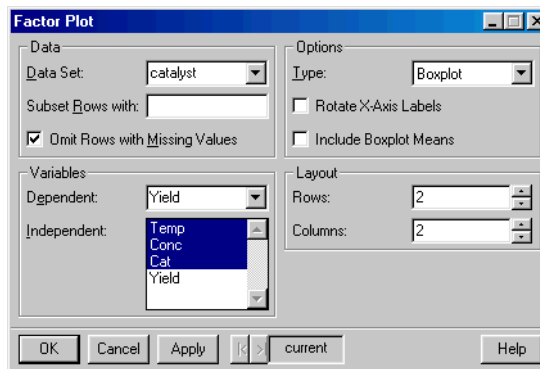 Factor Plot
Data
Data Set: catalyst
Subset Rows with:
Omit Rows with Missing Values
Options
Type: Boxplot
Rotate X-Axis Labels
Include Boxplot Means
Variables
Dependent: Yield
Independent: Temp
Conc
Cat
Yield
Layout
Rows: 2
Columns: 2
OK Cancel Apply |< > current Help